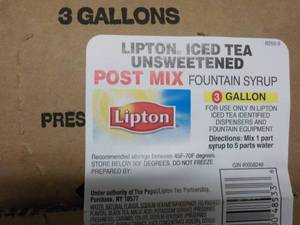 3 GALLONS
LIPTON® ICED TEA
UNSWEETENED
POST MIX FOUNTAIN SYRUP
3 GALLON
PRES
Lipton
FOR USE ONLY IN LIPTON
ICED TEA IDENTIFIED
DISPENSERS AND
FOUNTAIN EQUIPMENT
Directions: Mix 1 part
syrup to 5 parts water
Recommended storage between 45F-70F degrees.
STORE BELOW 90F DEGREES. DO NOT FREEZE.
PREPARED BY:
Under authority of The Pepsi/Lipton Tea Partnership,
Purchase, NY 10577